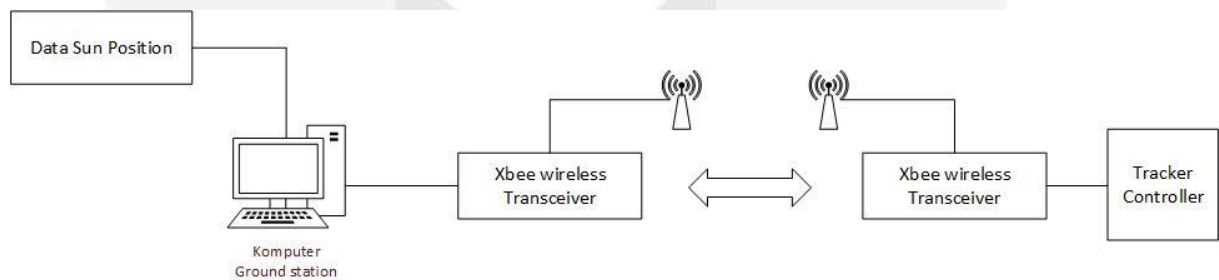 Data Sun Position
Xbee wireless
Transceiver
Xbee wireless
Transceiver
Tracker
Controller
Komputer
Ground station